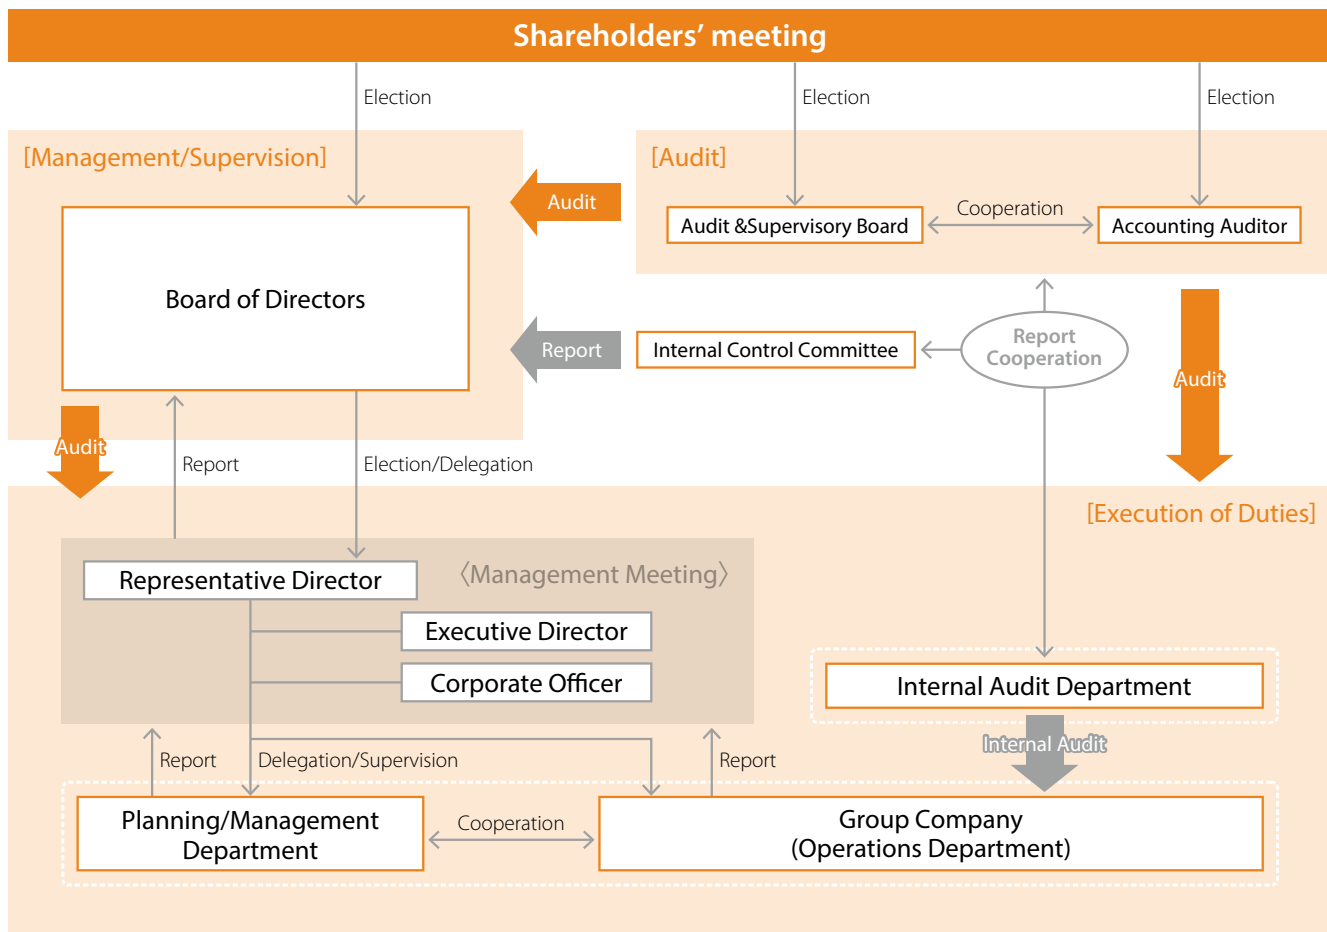 Shareholders’ meeting
Election
Election
Election
[Management/Supervision]
[Audit]
Audit
Audit &Supervisory Board
Cooperation
Accounting Auditor
Board of Directors
Report
Internal Control Committee
Report
Cooperation
Audit
Audit
Report
Election/Delegation
[Execution of Duties]
Representative Director
〈Management Meeting〉
Executive Director
Corporate Officer
Internal Audit Department
Internal Audit
Report
Delegation/Supervision
Report
Planning/Management
Department
Cooperation
Group Company
(Operations Department)